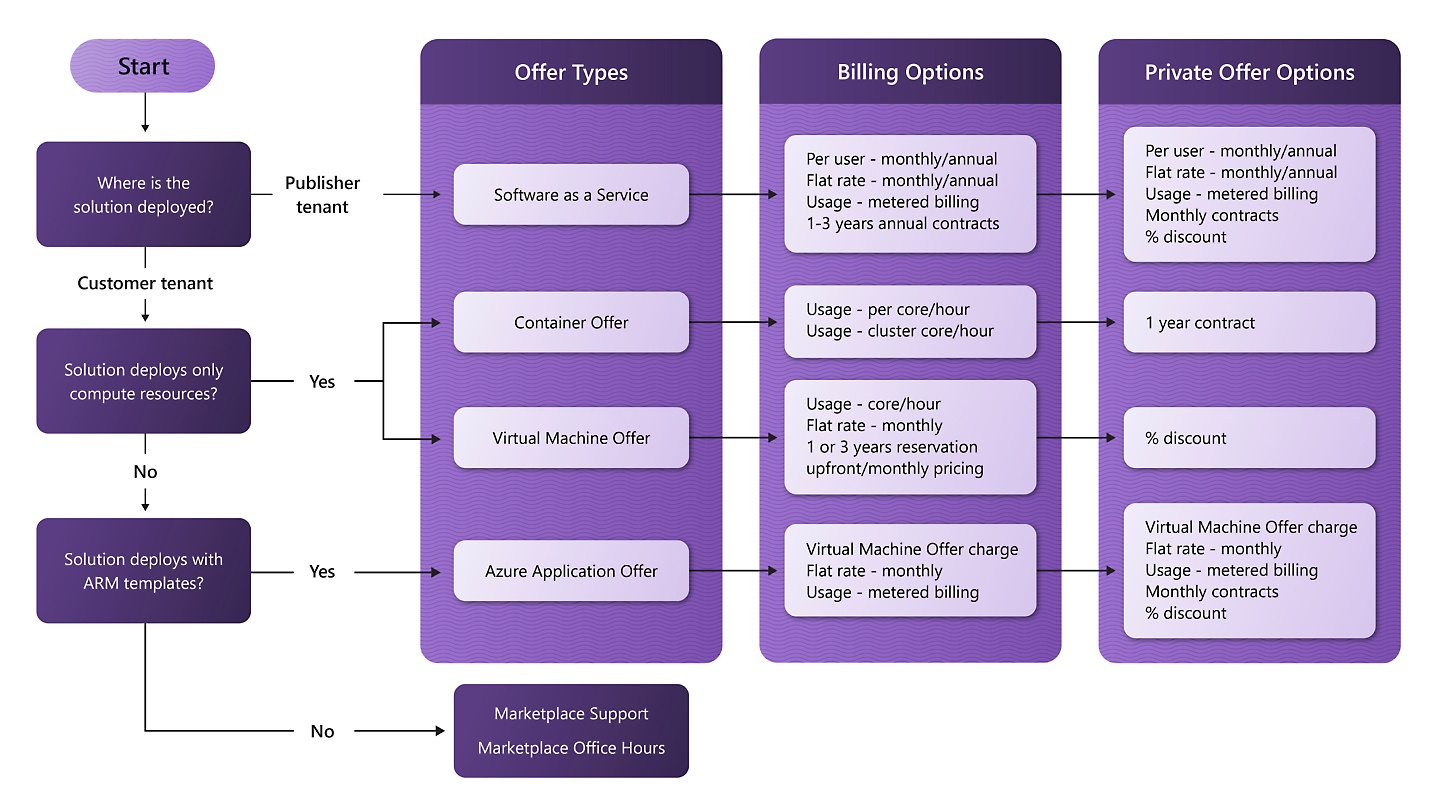 Start
Where is the
solution deployed?
Publisher
tenant
Customer tenant
Solution deploys only
compute resources?
Yes
No
Solution deploys with
ARM templates?
Yes
No
Offer Types
Software as a Service
Container Offer
Virtual Machine Offer
Azure Application Offer
Marketplace Support
Marketplace Office Hours
Billing Options
Per user - monthly/annual
Flat rate - monthly/annual
Usage - metered billing
1-3 years annual contracts
Usage - per core/hour
Usage - cluster core/hour
Usage - core/hour
Flat rate - monthly
1 or 3 years reservation
upfront/monthly pricing
Virtual Machine Offer charge
Flat rate - monthly
Usage - metered billing
Private Offer Options
Per user - monthly/annual
Flat rate - monthly/annual
Usage - metered billing
Monthly contracts
% discount
1 year contract
% discount
Virtual Machine Offer charge
Flat rate - monthly
Usage - metered billing
Monthly contracts
% discount